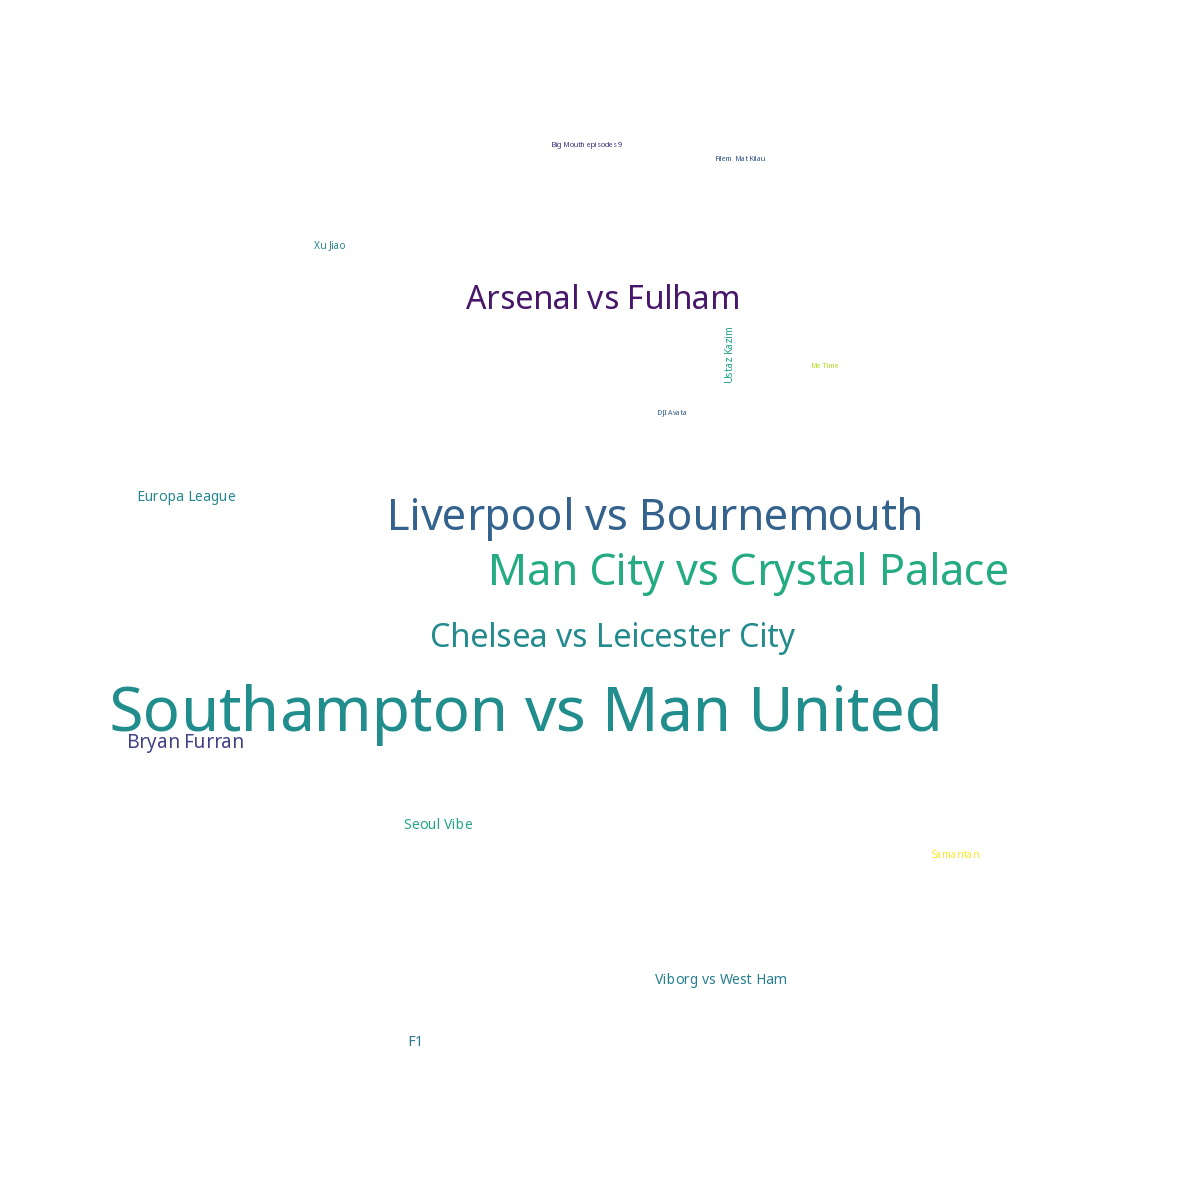 Big Mouth episodes 9
Filem Mat Kilau
Xu Jiao
Arsenal vs Fulham
Ustaz Kazim
Me Time
DJI Avata
Europa League
Liverpool vs Bournemouth
Man City vs Crystal Palace
Chelsea vs Leicester City
Southampton vs Man United
Bryan Furran
Seoul Vibe
Samaritan
Viborg vs West Ham
F1